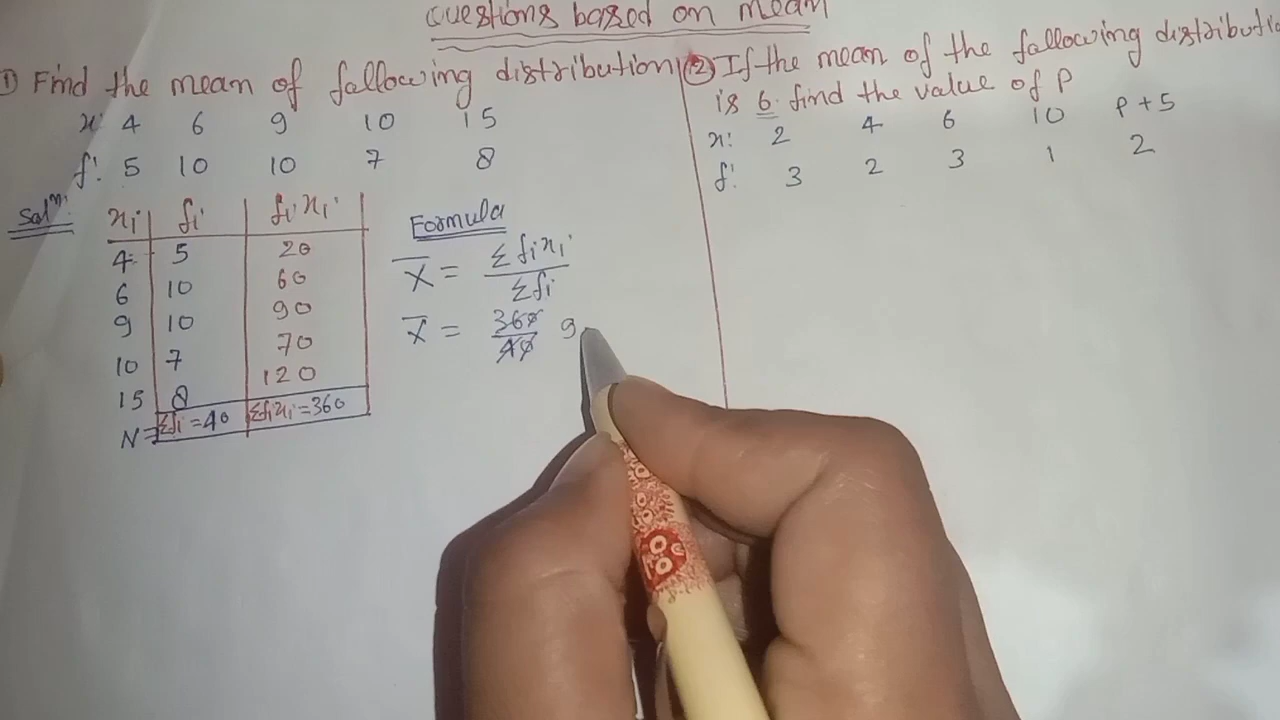 Questions based on mean
① Find the mean of fallowing distribution
x: 4 6 9 10 15
f: 5 10 10 7 8
Solⁿ:
xi fi fixi
4 5 20
6 10 60
9 10 90
10 7 70
15 8 120
N = Σfi = 40 Σfixi = 360
Formula
X̅ = Σfixi / Σfi
X̅ = 360 / 40 9
② If the mean of the fallowing distributio
is 6. find the value of P
x: 2 4 6 10 P+5
f: 3 2 3 1 2